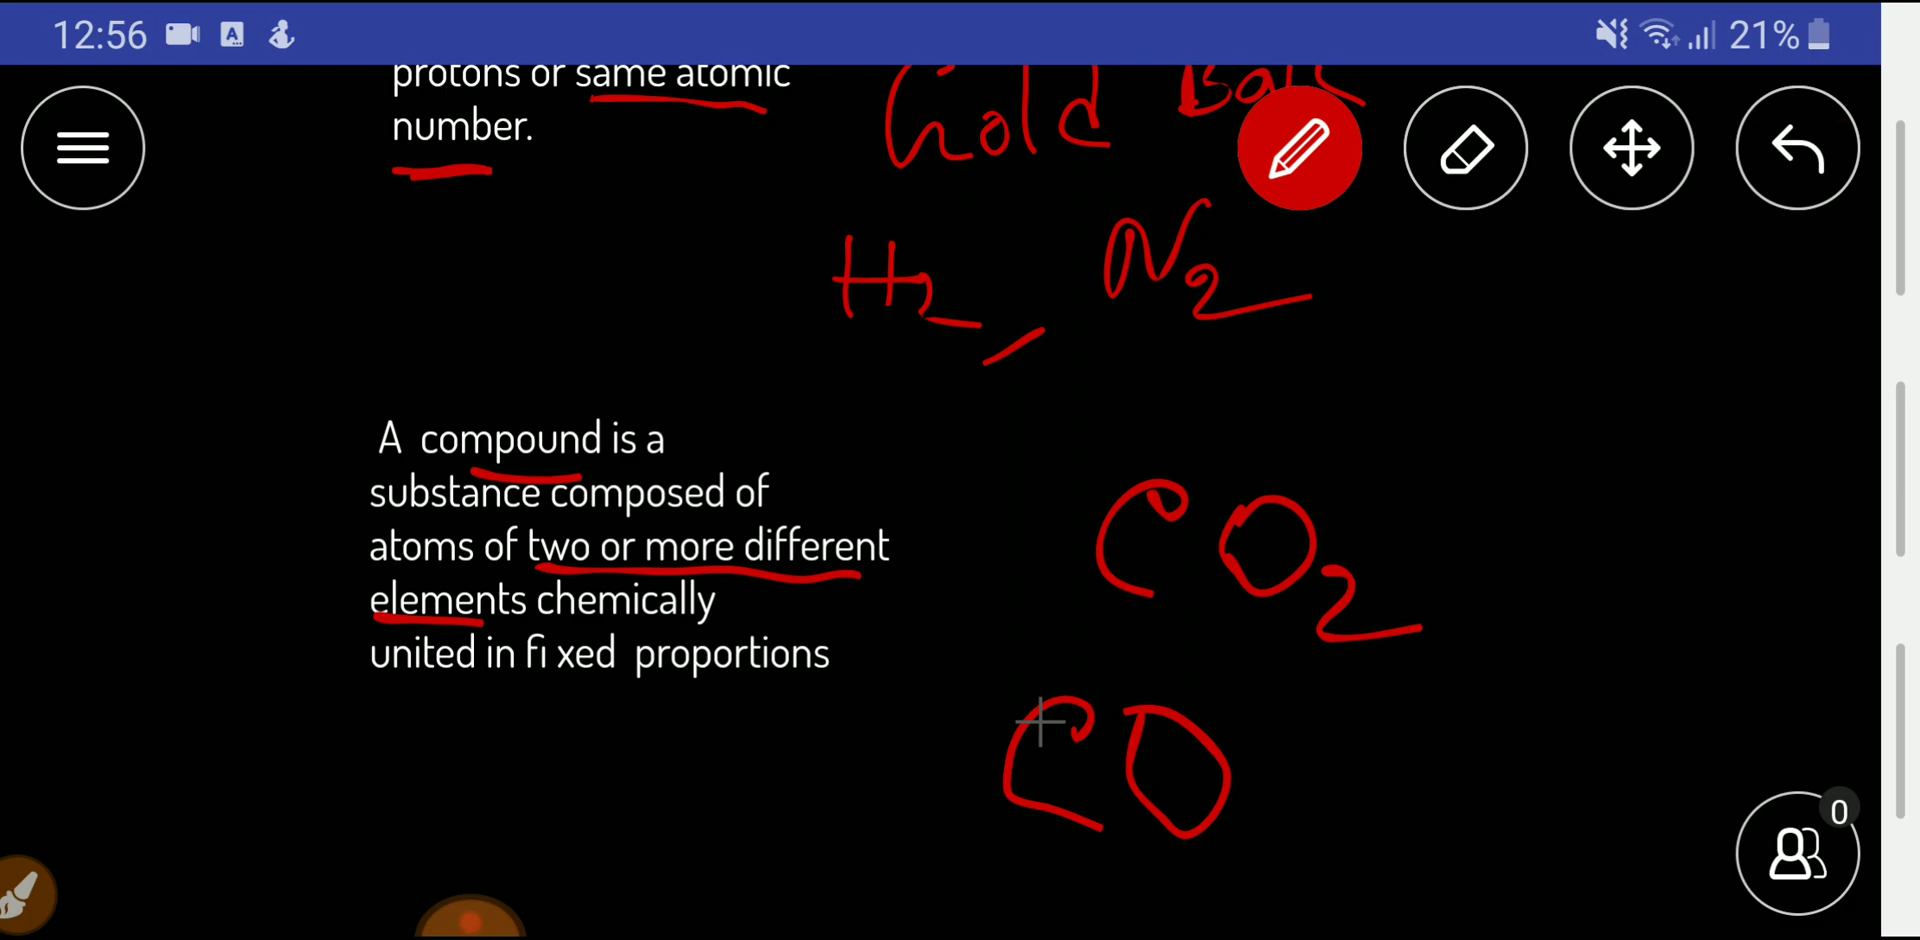 12:56
21%
protons or same atomic
number.
Gold Ball
H2, N2
A compound is a
substance composed of
atoms of two or more different
elements chemically
united in fi xed proportions
CO2
CO
0